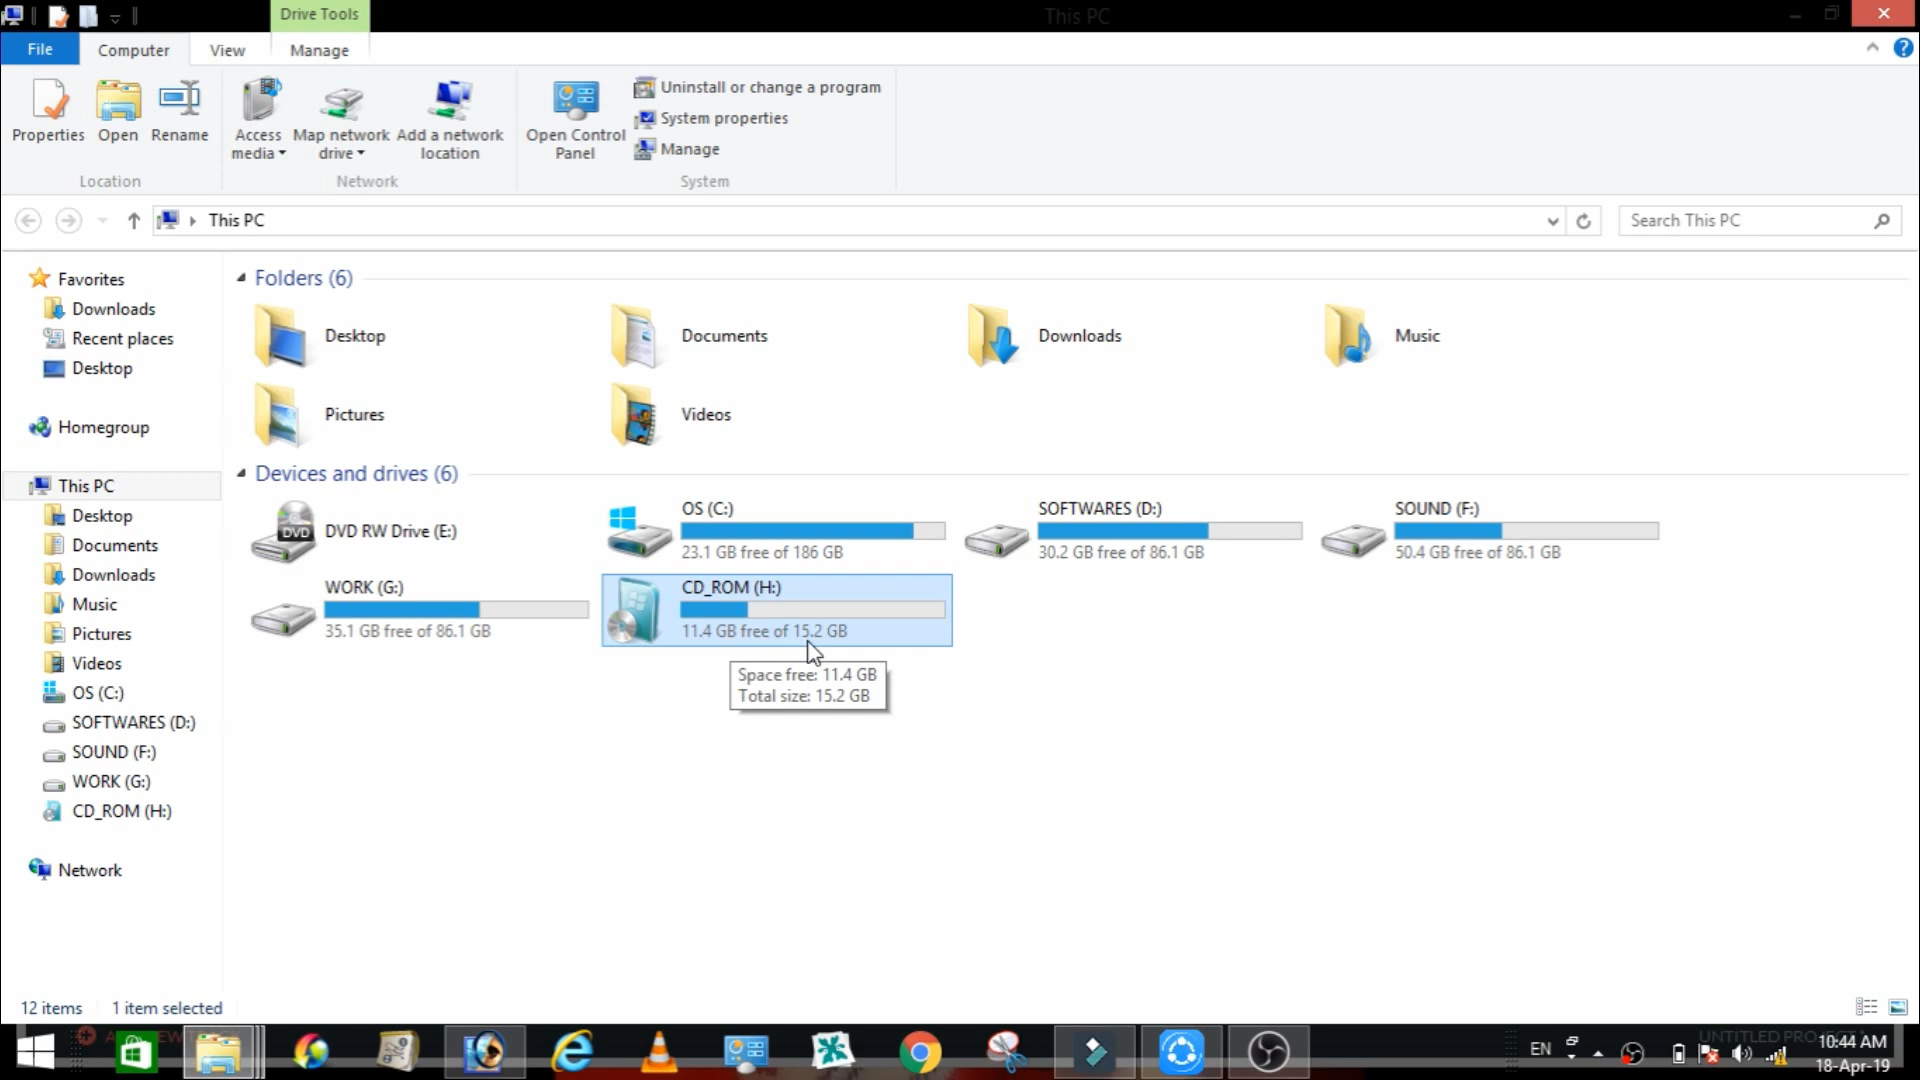 Drive Tools
This PC
File
Computer
View
Manage
Properties
Open
Rename
Access
media
Map network
drive
Add a network
location
Open Control
Panel
Uninstall or change a program
System properties
Manage
Location
Network
System
This PC
Search This PC
Favorites
Downloads
Recent places
Desktop
Homegroup
This PC
Desktop
Documents
Downloads
Music
Pictures
Videos
OS (C:)
SOFTWARES (D:)
SOUND (F:)
WORK (G:)
CD_ROM (H:)
Network
Folders (6)
Desktop
Documents
Downloads
Music
Pictures
Videos
Devices and drives (6)
DVD
DVD RW Drive (E:)
OS (C:)
23.1 GB free of 186 GB
SOFTWARES (D:)
30.2 GB free of 86.1 GB
SOUND (F:)
50.4 GB free of 86.1 GB
WORK (G:)
35.1 GB free of 86.1 GB
CD_ROM (H:)
11.4 GB free of 15.2 GB
Space free: 11.4 GB
Total size: 15.2 GB
12 items
1 item selected
EN
UNTITLED PROJECT
10:44 AM
18-Apr-19